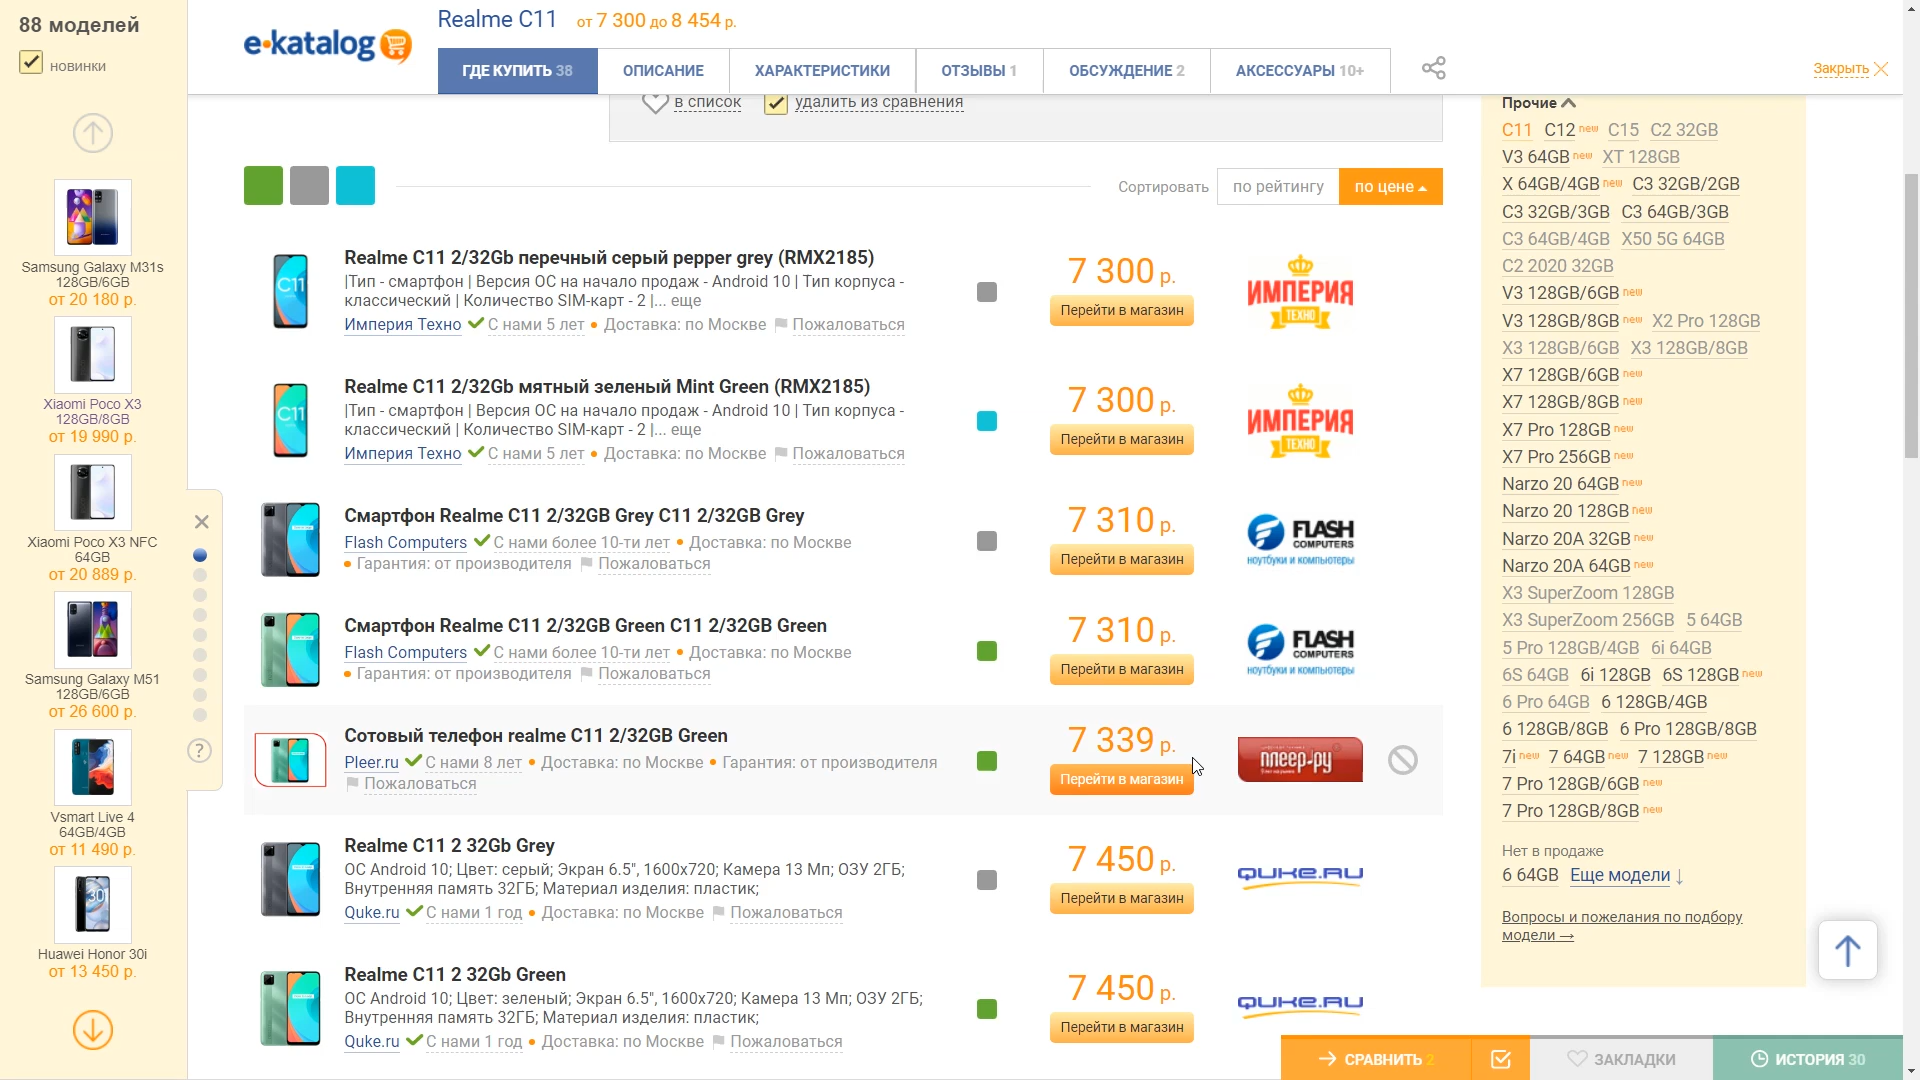 88 моделей
новинки
Samsung Galaxy M31s
128GB/6GB
от 20 180 р.
Xiaomi Poco X3
128GB/8GB
от 19 990 р.
Xiaomi Poco X3 NFC
64GB
от 20 889 р.
Samsung Galaxy M51
128GB/6GB
от 26 600 р.
Vsmart Live 4
64GB/4GB
от 11 490 р.
Huawei Honor 30i
от 13 450 р.
?
e-katalog
Realme C11 от 7 300 до 8 454 р.
ГДЕ КУПИТЬ 38
ОПИСАНИЕ
ХАРАКТЕРИСТИКИ
ОТЗЫВЫ 1
ОБСУЖДЕНИЕ 2
АКСЕССУАРЫ 10+
Закрыть
в список
удалить из сравнения
Сортировать
по рейтингу
по цене
Realme C11 2/32Gb перечный серый pepper grey (RMX2185)
|Тип - смартфон | Версия ОС на начало продаж - Android 10 | Тип корпуса -
классический | Количество SIM-карт - 2 |... еще
Империя Техно С нами 5 лет • Доставка: по Москве Пожаловаться
7 300 р.
Перейти в магазин
ИМПЕРИЯ
ТЕХНО
Realme C11 2/32Gb мятный зеленый Mint Green (RMX2185)
|Тип - смартфон | Версия ОС на начало продаж - Android 10 | Тип корпуса -
классический | Количество SIM-карт - 2 |... еще
Империя Техно С нами 5 лет • Доставка: по Москве Пожаловаться
7 300 р.
Перейти в магазин
ИМПЕРИЯ
ТЕХНО
Смартфон Realme C11 2/32GB Grey C11 2/32GB Grey
Flash Computers С нами более 10-ти лет • Доставка: по Москве
• Гарантия: от производителя Пожаловаться
7 310 р.
Перейти в магазин
FLASH
COMPUTERS
ноутбуки и компьютеры
Смартфон Realme C11 2/32GB Green C11 2/32GB Green
Flash Computers С нами более 10-ти лет • Доставка: по Москве
• Гарантия: от производителя Пожаловаться
7 310 р.
Перейти в магазин
FLASH
COMPUTERS
ноутбуки и компьютеры
Сотовый телефон realme C11 2/32GB Green
Pleer.ru С нами 8 лет • Доставка: по Москве • Гарантия: от производителя
Пожаловаться
7 339 р.
Перейти в магазин
плеер.ру
Realme C11 2 32Gb Grey
ОС Android 10; Цвет: серый; Экран 6.5", 1600x720; Камера 13 Мп; ОЗУ 2ГБ;
Внутренняя память 32ГБ; Материал изделия: пластик;
Quke.ru С нами 1 год • Доставка: по Москве Пожаловаться
7 450 р.
Перейти в магазин
QUKE.RU
Realme C11 2 32Gb Green
ОС Android 10; Цвет: зеленый; Экран 6.5", 1600x720; Камера 13 Мп; ОЗУ 2ГБ;
Внутренняя память 32ГБ; Материал изделия: пластик;
Quke.ru С нами 1 год • Доставка: по Москве Пожаловаться
7 450 р.
Перейти в магазин
QUKE.RU
Прочие
C11 C12 new C15 C2 32GB
V3 64GB new XT 128GB
X 64GB/4GB new C3 32GB/2GB
C3 32GB/3GB C3 64GB/3GB
C3 64GB/4GB X50 5G 64GB
C2 2020 32GB
V3 128GB/6GB new
V3 128GB/8GB new X2 Pro 128GB
X3 128GB/6GB X3 128GB/8GB
X7 128GB/6GB new
X7 128GB/8GB new
X7 Pro 128GB new
X7 Pro 256GB new
Narzo 20 64GB new
Narzo 20 128GB new
Narzo 20A 32GB new
Narzo 20A 64GB new
X3 SuperZoom 128GB
X3 SuperZoom 256GB 5 64GB
5 Pro 128GB/4GB 6i 64GB
6S 64GB 6i 128GB 6S 128GB new
6 Pro 64GB 6 128GB/4GB
6 128GB/8GB 6 Pro 128GB/8GB
7i new 7 64GB new 7 128GB new
7 Pro 128GB/6GB new
7 Pro 128GB/8GB new
Нет в продаже
6 64GB Еще модели ↓
Вопросы и пожелания по подбору
модели →
→ СРАВНИТЬ 2
ЗАКЛАДКИ
ИСТОРИЯ 30